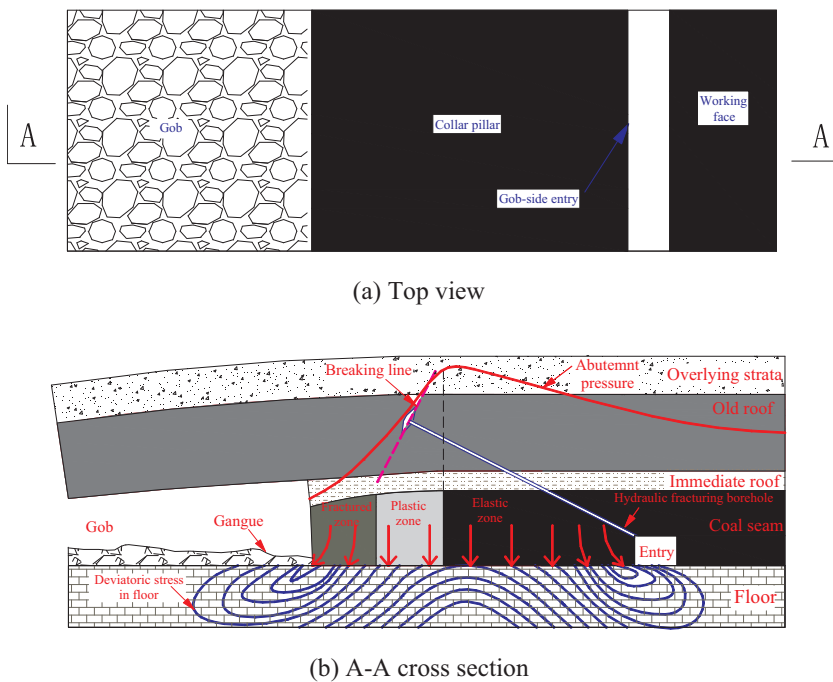 A
Gob
Collar pillar
Working
face
A
Gob-side entry
(a) Top view
Breaking line
Abutemnt
pressure
Overlying strata
Old roof
Immediate roof
Hydraulic fracturing borehole
Fractured
zone
Plastic
zone
Elastic
zone
Coal seam
Gob
Gangue
Entry
Deviatoric stress
in floor
Floor
(b) A-A cross section